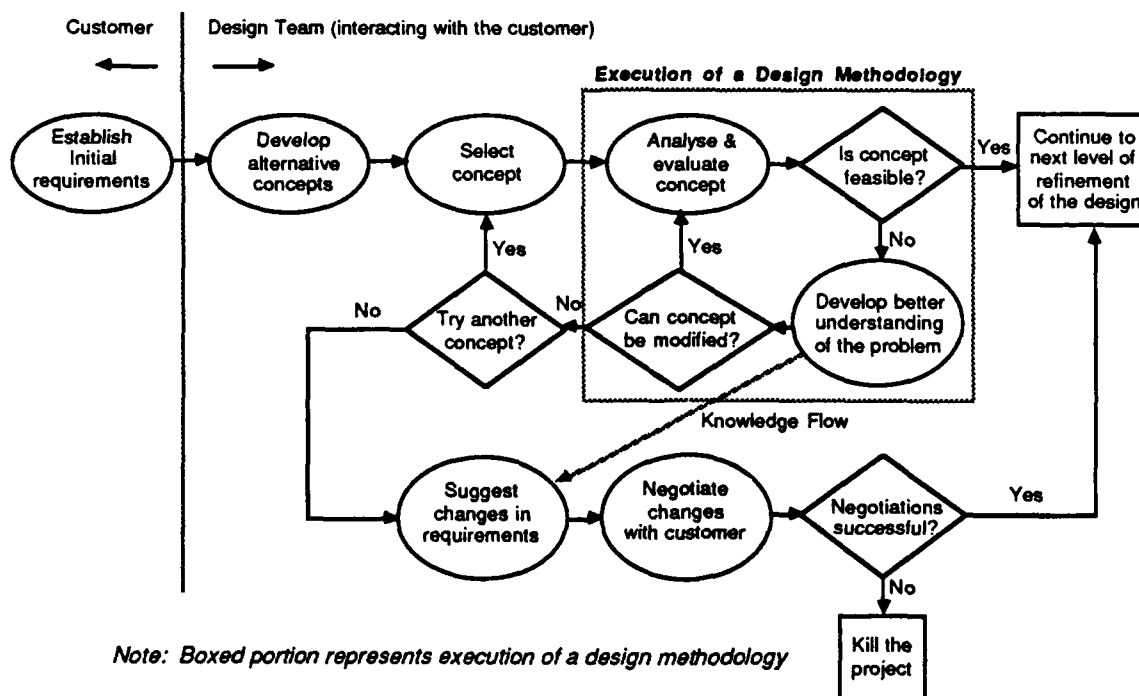 Customer
Design Team (interacting with the customer)
Execution of a Design Methodology
Establish
Initial
requirements
Develop
alternative
concepts
Select
concept
Analyse &
evaluate
concept
Is concept
feasible?
Yes
Continue to
next level of
refinement
of the design
Yes
Yes
No
No
Try another
concept?
No
Can concept
be modified?
Develop better
understanding
of the problem
Knowledge Flow
Suggest
changes in
requirements
Negotiate
changes
with customer
Negotiations
successful?
Yes
No
Kill the
project
Note: Boxed portion represents execution of a design methodology